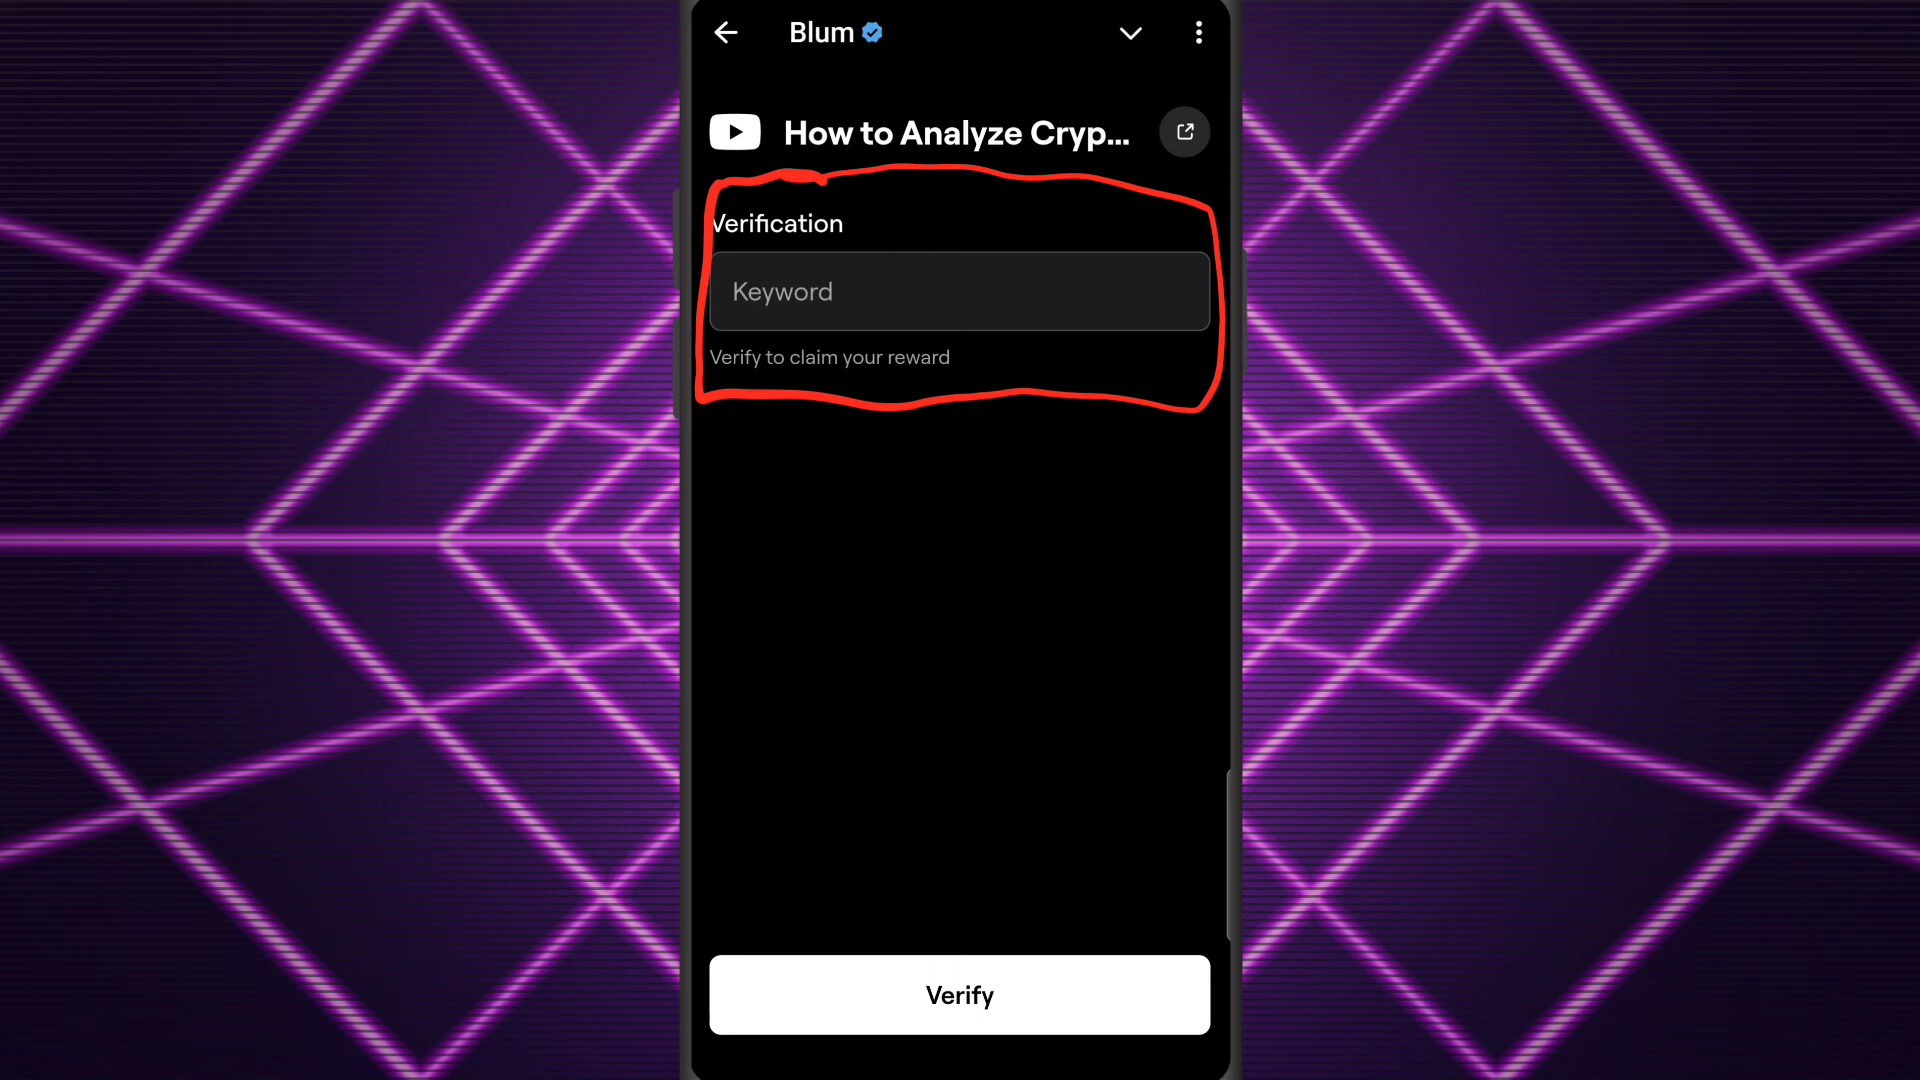 Blum
How to Analyze Cryp...
Verification
Keyword
Verify to claim your reward
Verify